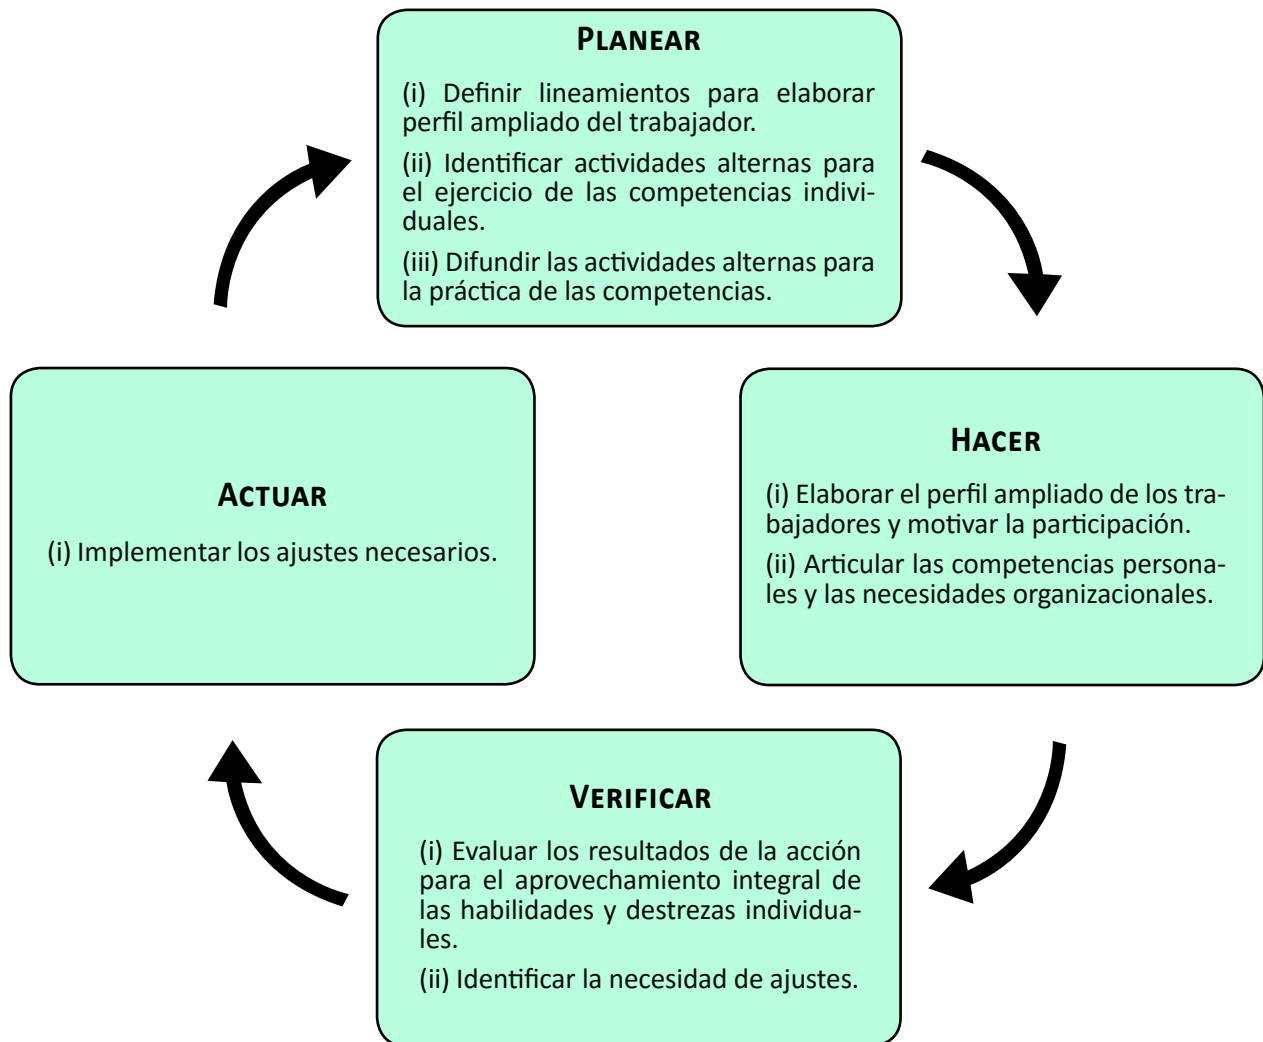 PLANEAR
(i) Definir lineamientos para elaborar
perfil ampliado del trabajador.
(ii) Identificar actividades alternas para
el ejercicio de las competencias indivi-
duales.
(iii) Difundir las actividades alternas para
la práctica de las competencias.
HACER
(i) Elaborar el perfil ampliado de los tra-
bajadores y motivar la participación.
(ii) Articular las competencias persona-
les y las necesidades organizacionales.
VERIFICAR
(i) Evaluar los resultados de la acción
para el aprovechamiento integral de
las habilidades y destrezas individua-
les.
(ii) Identificar la necesidad de ajustes.
ACTUAR
(i) Implementar los ajustes necesarios.